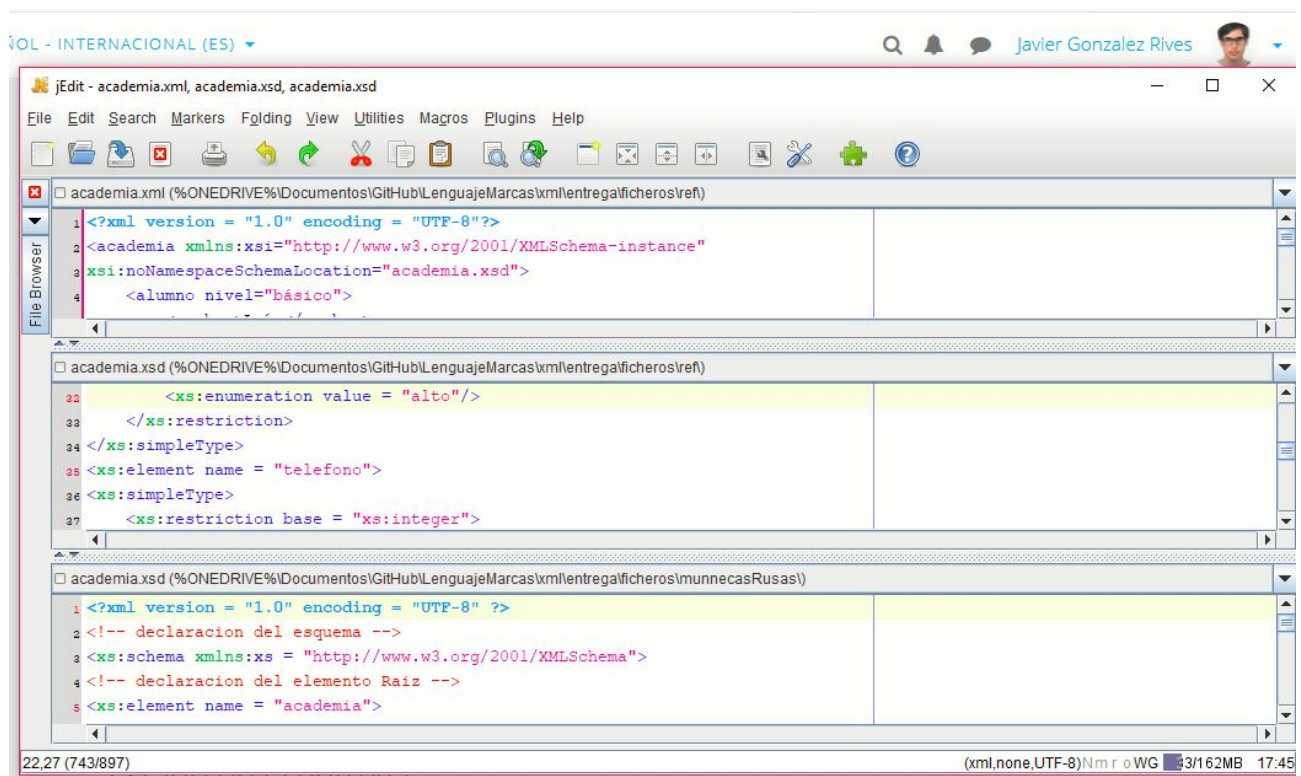 ÑOL - INTERNACIONAL (ES)
Javier Gonzalez Rives
jEdit - academia.xml, academia.xsd, academia.xsd
File Edit Search Markers Folding View Utilities Macros Plugins Help
academia.xml (%ONEDRIVE%\Documentos\GitHub\LenguajeMarcas\xml\entrega\ficheros\ref\)
File Browser
1 <?xml version = "1.0" encoding = "UTF-8"?>
2 <academia xmlns:xsi="http://www.w3.org/2001/XMLSchema-instance"
3 xsi:noNamespaceSchemaLocation="academia.xsd">
4 <alumno nivel="básico">
academia.xsd (%ONEDRIVE%\Documentos\GitHub\LenguajeMarcas\xml\entrega\ficheros\ref\)
32 <xs:enumeration value = "alto"/>
33 </xs:restriction>
34 </xs:simpleType>
35 <xs:element name = "telefono">
36 <xs:simpleType>
37 <xs:restriction base = "xs:integer">
academia.xsd (%ONEDRIVE%\Documentos\GitHub\LenguajeMarcas\xml\entrega\ficheros\munnecasRusas\)
1 <?xml version = "1.0" encoding = "UTF-8" ?>
2 <!-- declaracion del esquema -->
3 <xs:schema xmlns:xs = "http://www.w3.org/2001/XMLSchema">
4 <!-- declaracion del elemento Raiz -->
5 <xs:element name = "academia">
22,27 (743/897) (xml,none,UTF-8)Nm r o WG 33/162MB 17:45